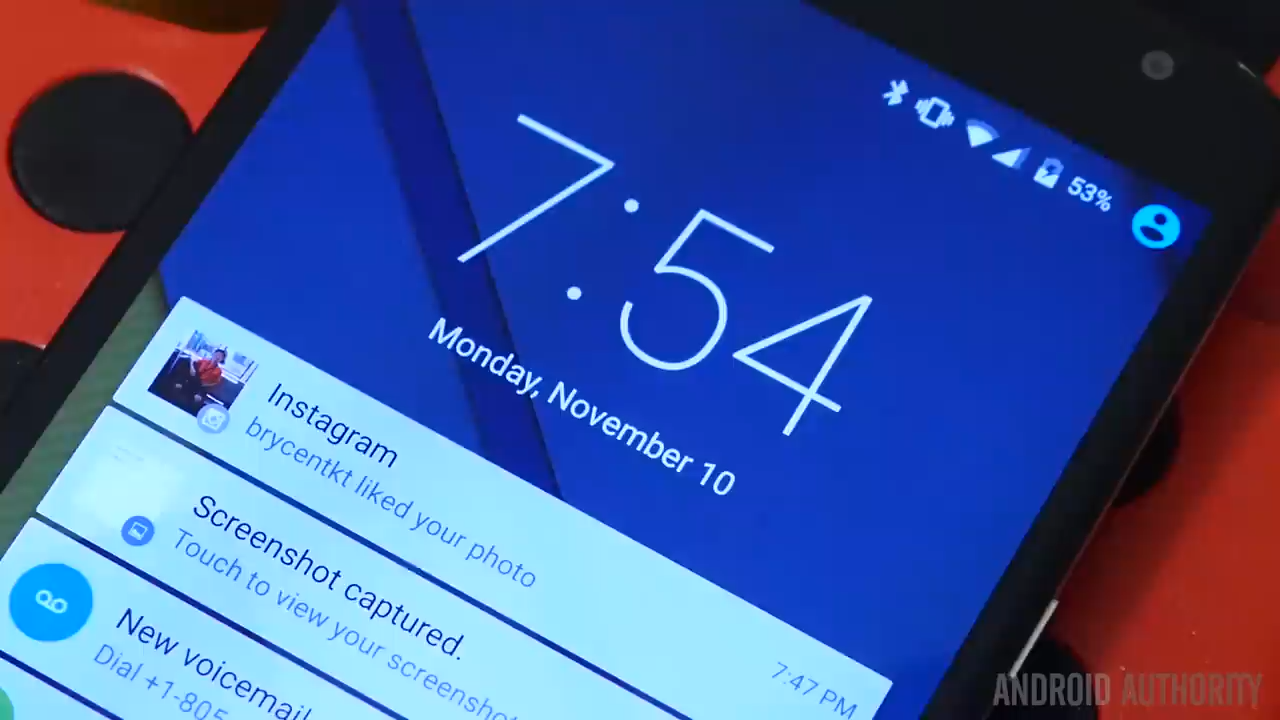 53%
7:54
Monday, November 10
Instagram
brycentkt liked your photo
Screenshot captured.
Touch to view your screenshot
7:47 PM
New voicemail
Dial +1-805
ANDROID AUTHORITY